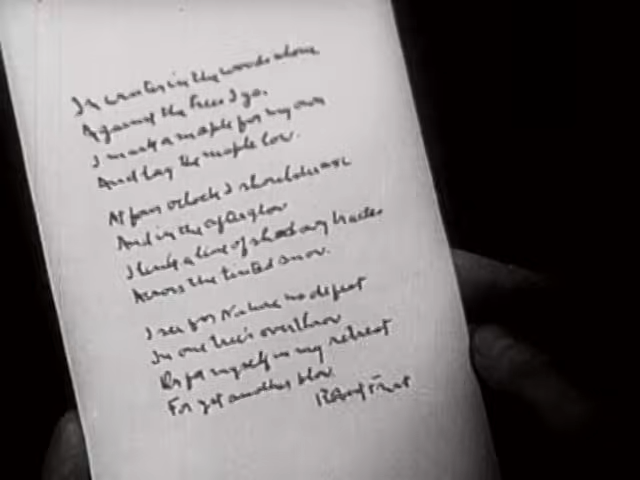 In winter in the woods alone
Against the trees I go.
I mark a maple for my own
And lay the maple low.
At four oclock I shoulder axe
And in the afterglow
I link a line of shadowy tracks
Across the tinted snow.
I see for Nature no defeat
In one tree's overthrow
Or for myself in my retreat
For yet another blow.
Robert Frost